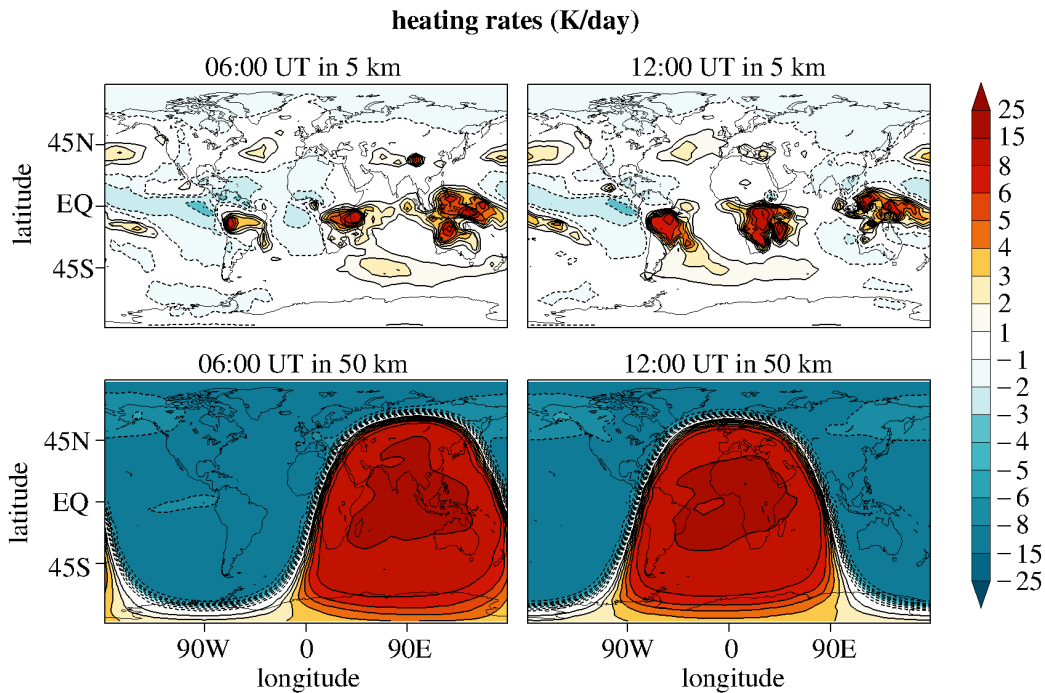 heating rates (K/day)
06:00 UT in 5 km
12:00 UT in 5 km
latitude
45N
EQ
45S
25
15
8
6
5
4
3
2
1
−1
−2
−3
−4
−5
−6
−8
−15
−25
06:00 UT in 50 km
12:00 UT in 50 km
latitude
45N
EQ
45S
90W
0
90E
90W
0
90E
longitude
longitude